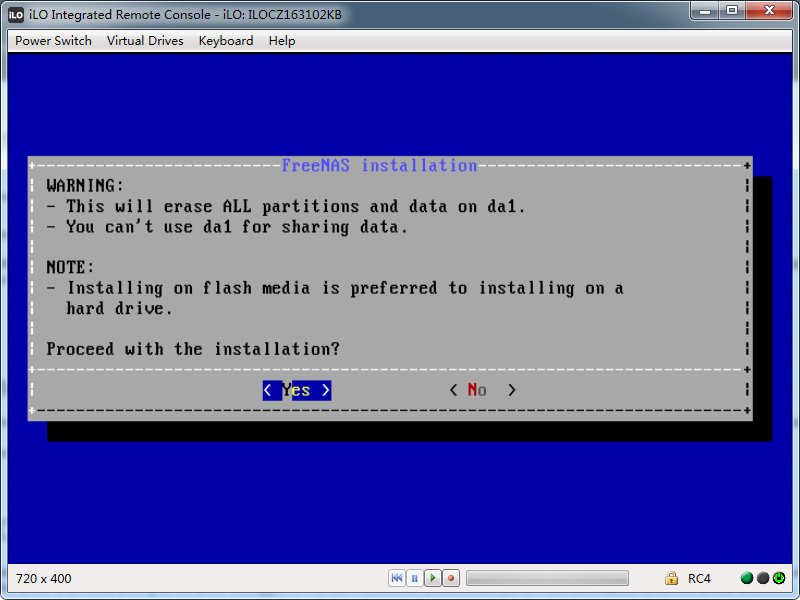 iLO iLO Integrated Remote Console - iLO: ILOCZ163102KB
Power Switch Virtual Drives Keyboard Help
FreeNAS installation
WARNING:
- This will erase ALL partitions and data on da1.
- You can't use da1 for sharing data.
NOTE:
- Installing on flash media is preferred to installing on a
hard drive.
Proceed with the installation?
< Yes > < No >
720 x 400 RC4